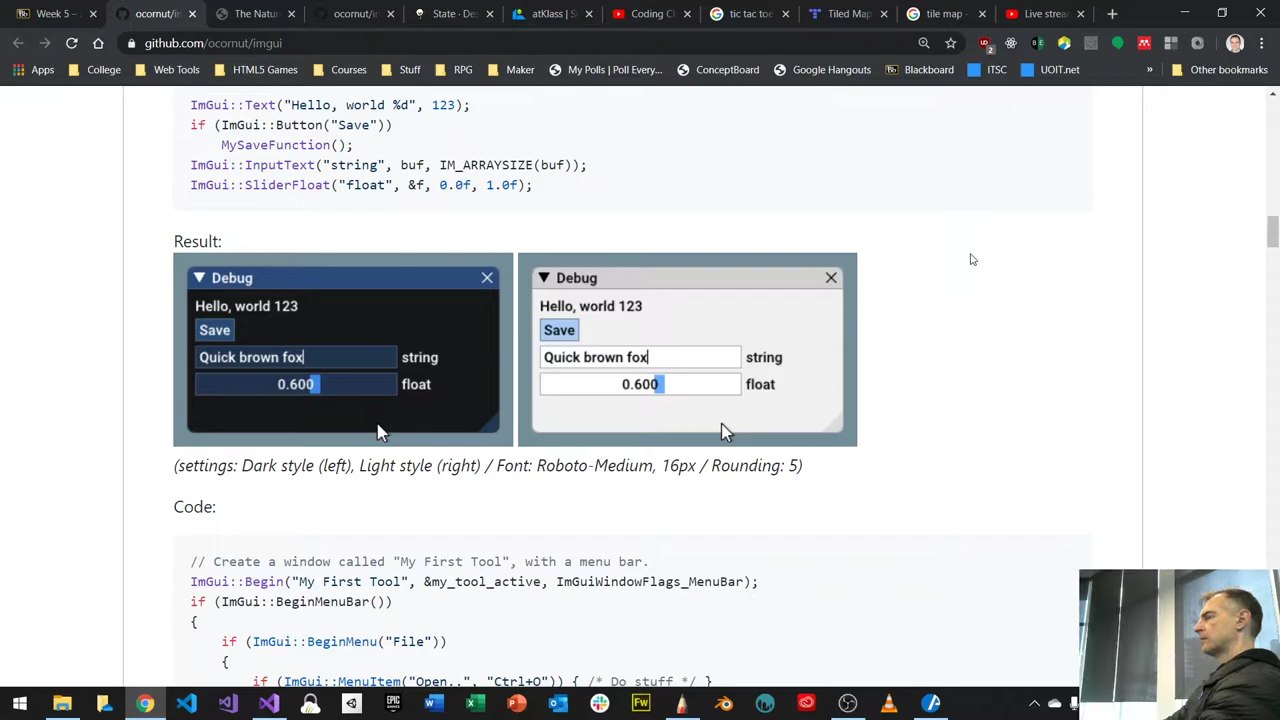 Week 5 –
ocornut/im
The Natur
ocornut/im
State · Des
atKlass | S
Coding Cl
tic tac toe
Tiled Map
tile map -
Live strea
github.com/ocornut/imgui
Apps
College
Web Tools
HTML5 Games
Courses
Stuff
RPG
Maker
My Polls | Poll Every...
ConceptBoard
Google Hangouts
Blackboard
ITSC
UOIT.net
»
Other bookmarks
ImGui::Text("Hello, world %d", 123);
if (ImGui::Button("Save"))
MySaveFunction();
ImGui::InputText("string", buf, IM_ARRAYSIZE(buf));
ImGui::SliderFloat("float", &f, 0.0f, 1.0f);
Result:
Debug
Hello, world 123
Save
Quick brown fox string
0.600 float
Debug
Hello, world 123
Save
Quick brown fox string
0.600 float
(settings: Dark style (left), Light style (right) / Font: Roboto-Medium, 16px / Rounding: 5)
Code:
// Create a window called "My First Tool", with a menu bar.
ImGui::Begin("My First Tool", &my_tool_active, ImGuiWindowFlags_MenuBar);
if (ImGui::BeginMenuBar())
{
if (ImGui::BeginMenu("File"))
{
if (ImGui::MenuItem("Open..", "Ctrl+O")) { /* Do stuff */ }